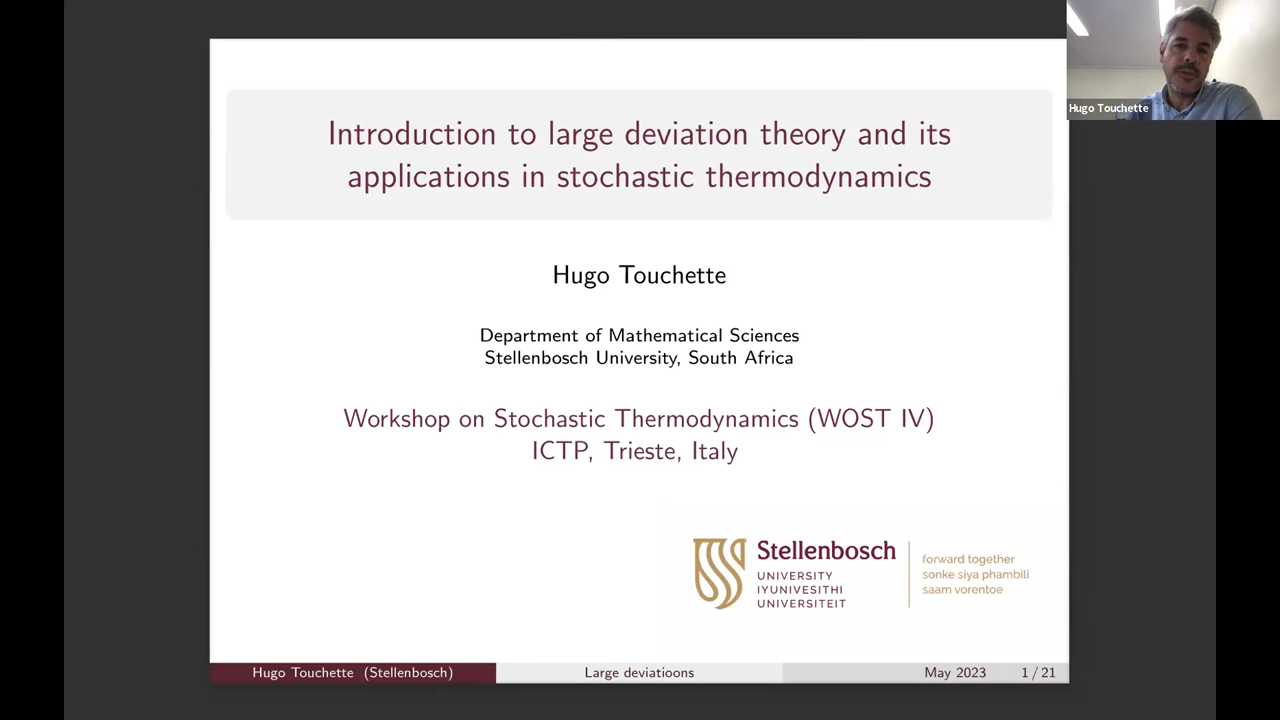 Hugo Touchette
Introduction to large deviation theory and its
applications in stochastic thermodynamics
Hugo Touchette
Department of Mathematical Sciences
Stellenbosch University, South Africa
Workshop on Stochastic Thermodynamics (WOST IV)
ICTP, Trieste, Italy
Stellenbosch
UNIVERSITY
IYUNIVESITHI
UNIVERSITEIT
forward together
sonke siya phambili
saam vorentoe
Hugo Touchette (Stellenbosch)
Large deviatioons
May 2023
1 / 21